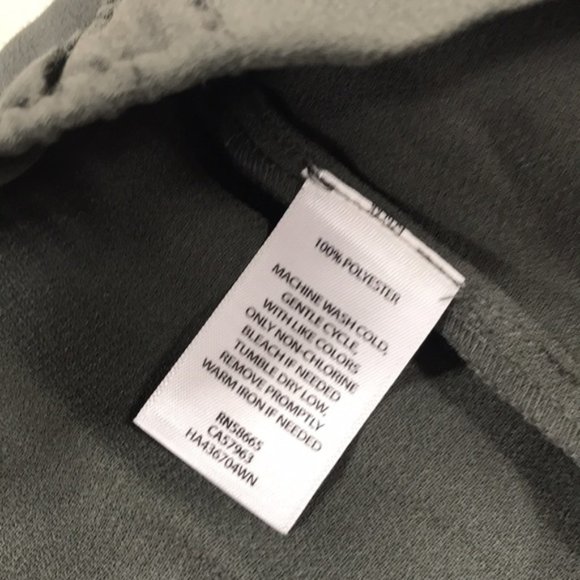 100% POLYESTER
MACHINE WASH COLD,
GENTLE CYCLE,
WITH LIKE COLORS
ONLY NON-CHLORINE
BLEACH IF NEEDED
TUMBLE DRY LOW,
REMOVE PROMPTLY,
WARM IRON IF NEEDED
RN58665
CA57963
HA436704WN